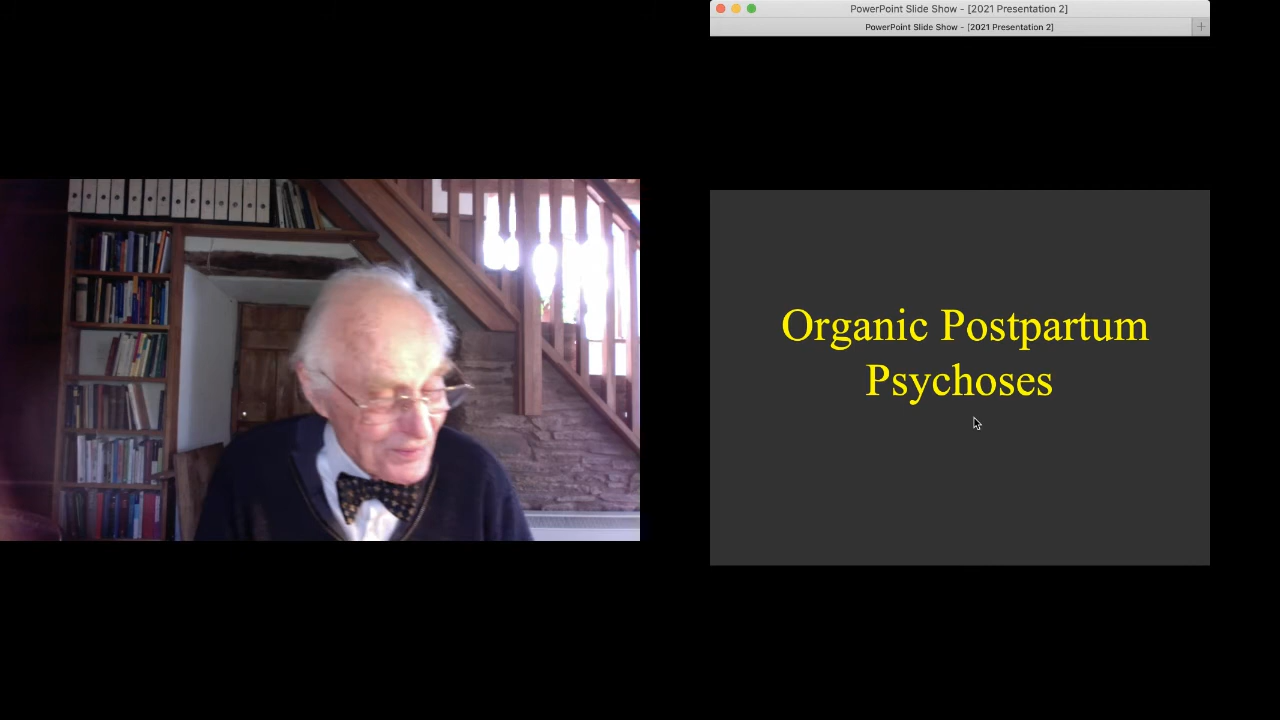 PowerPoint Slide Show - [2021 Presentation 2]
PowerPoint Slide Show - [2021 Presentation 2]
Organic Postpartum
Psychoses